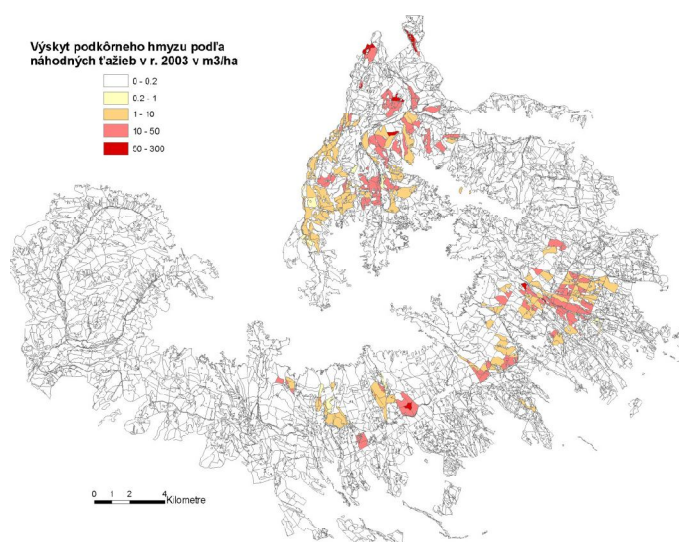 Výskyt podkôrneho hmyzu podľa
náhodných ťažieb v r. 2003 v m3/ha
0 - 0.2
0.2 - 1
1 - 10
10 - 50
50 - 300
0 1 2 4
Kilometre